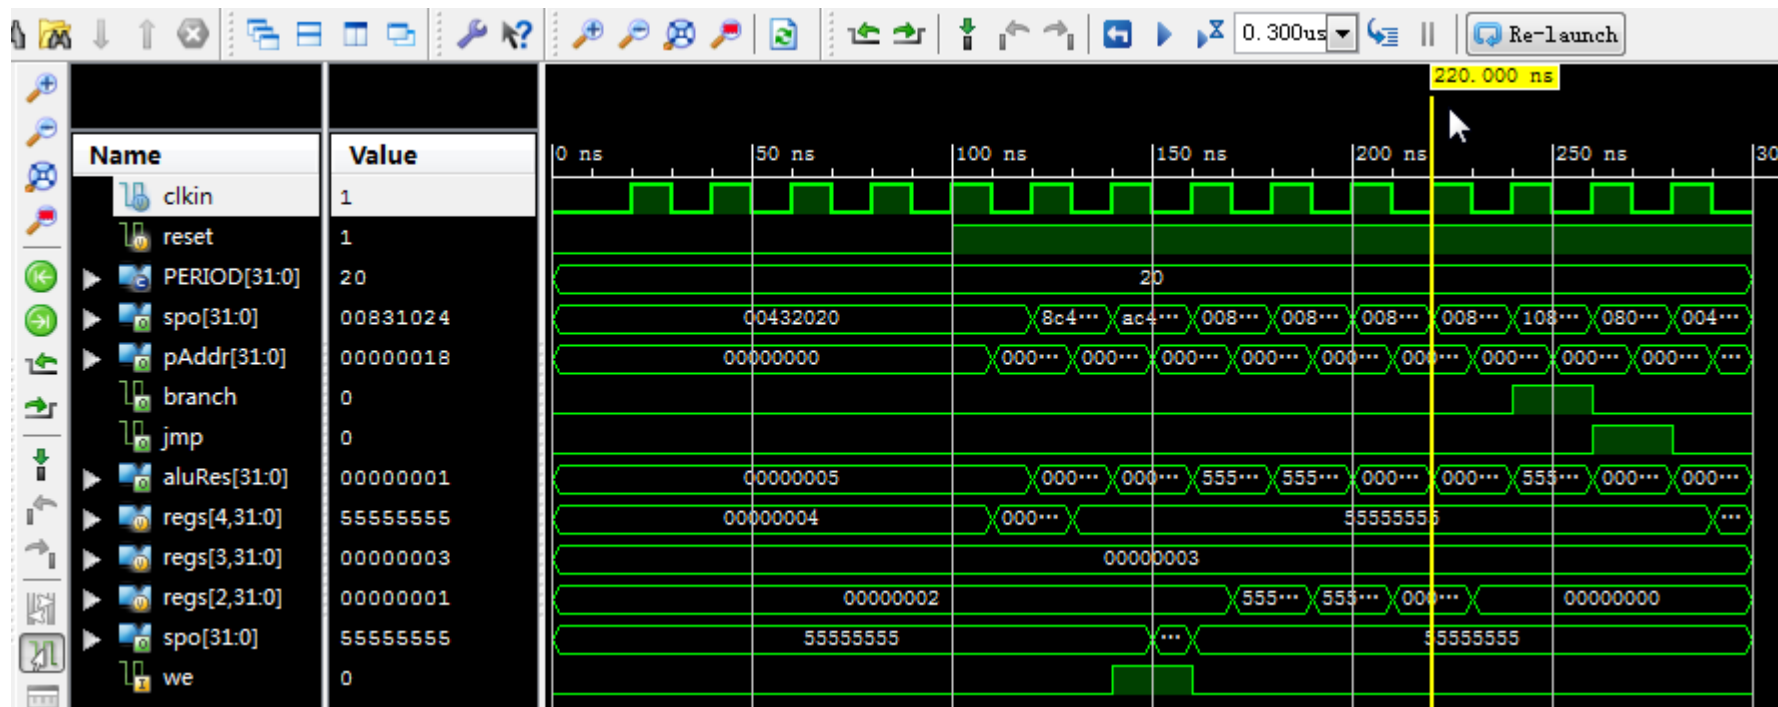 0.300us Re-launch
220.000 ns
Name Value 0 ns 50 ns 100 ns 150 ns 200 ns 250 ns 30
clkin 1
reset 1
PERIOD[31:0] 20 20
spo[31:0] 00831024 00432020 8c4··· ac4··· 008··· 008··· 008··· 008··· 108··· 080··· 004···
pAddr[31:0] 00000018 00000000 000··· 000··· 000··· 000··· 000··· 000··· 000··· 000··· 000··· ···
branch 0
jmp 0
aluRes[31:0] 00000001 00000005 000··· 000··· 555··· 555··· 000··· 000··· 555··· 000··· 000···
regs[4,31:0] 55555555 00000004 000··· 55555555 ···
regs[3,31:0] 00000003 00000003
regs[2,31:0] 00000001 00000002 555··· 555··· 000··· 00000000
spo[31:0] 55555555 55555555 ··· 55555555
we 0